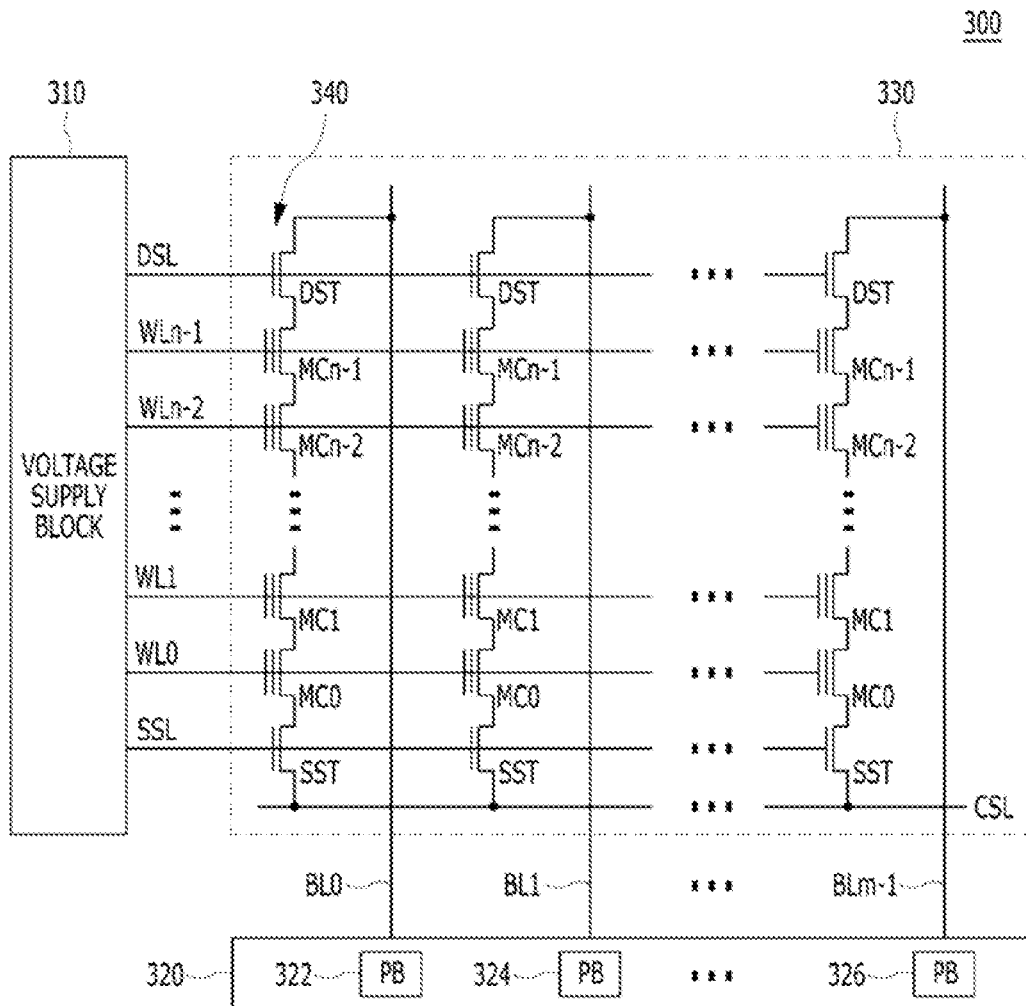 300
310
340
330
DSL
DST DST DST
WLn-1
MCn-1 MCn-1 MCn-1
WLn-2
MCn-2 MCn-2 MCn-2
VOLTAGE
SUPPLY
BLOCK
WL1
MC1 MC1 MC1
WL0
MC0 MC0 MC0
SSL
SST SST SST
CSL
BL0 BL1 BLm-1
320 322 PB 324 PB 326 PB